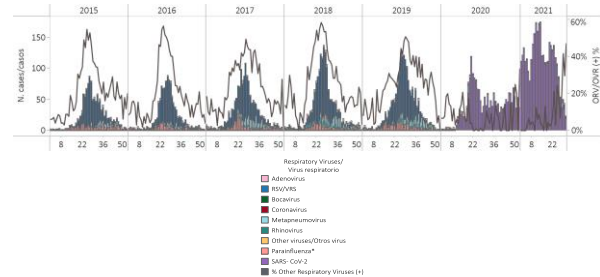 2015 2016 2017 2018 2019 2020 2021
N. cases/casos
150
100
50
0
60%
40%
20%
0%
ORV/OVR (+) %
8 22 36 50 8 22 36 50 8 22 36 50 8 22 36 50 8 22 36 50 8 22 36 50 8 22
Respiratory Viruses/
Virus respiratorio
Adenovirus
RSV/VRS
Bocavirus
Coronavirus
Metapneumovirus
Rhinovirus
Other viruses/Otros virus
Parainfluenza*
SARS- CoV-2
% Other Respiratory Viruses (+)